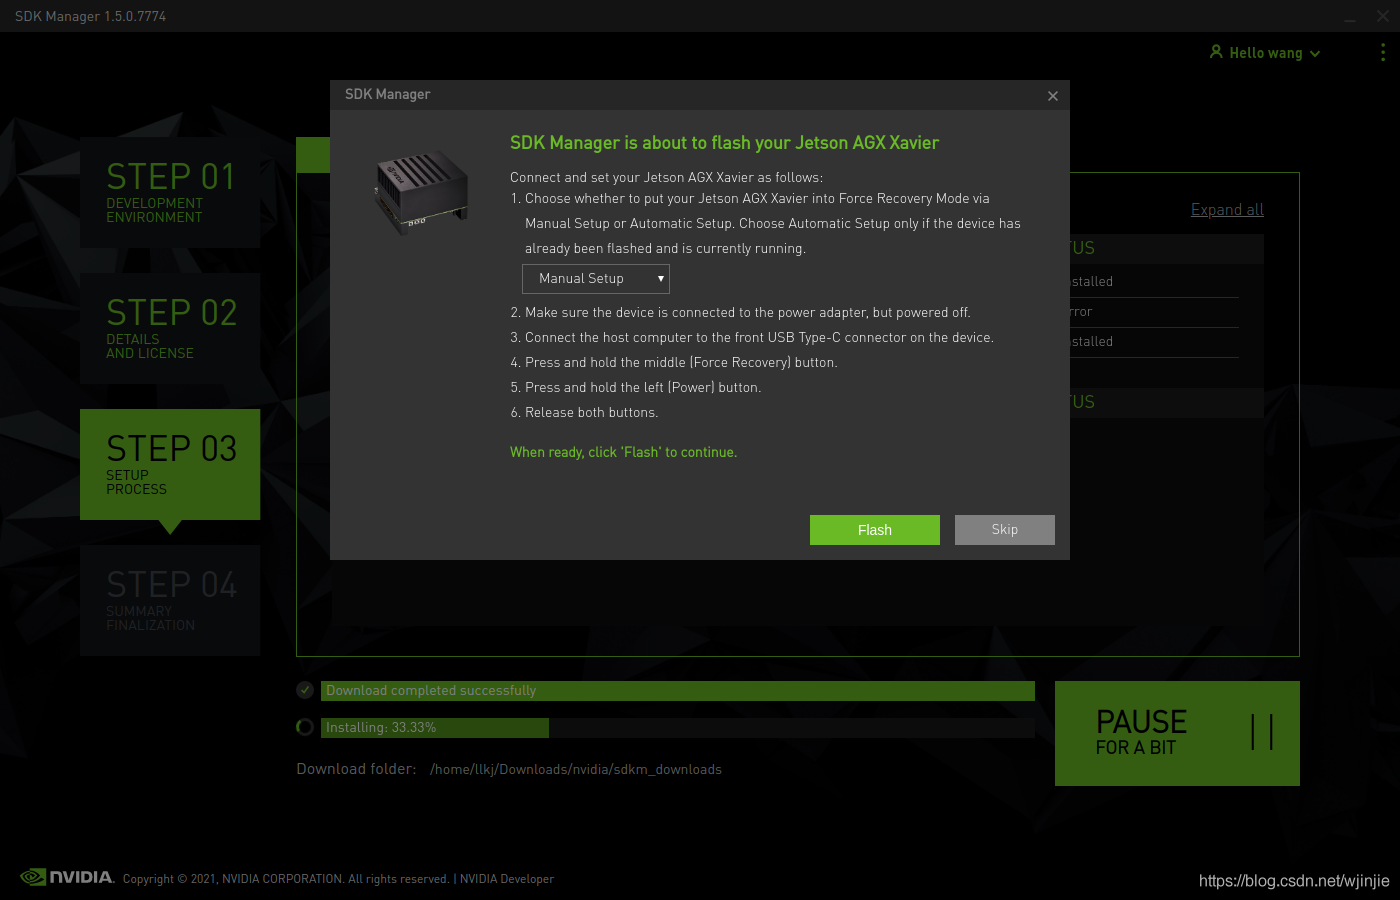 SDK Manager 1.5.0.7774
Hello wang
SDK Manager
STEP 01
DEVELOPMENT
ENVIRONMENT
STEP 02
DETAILS
AND LICENSE
STEP 03
SETUP
PROCESS
STEP 04
SUMMARY
FINALIZATION
SDK Manager is about to flash your Jetson AGX Xavier
Connect and set your Jetson AGX Xavier as follows:
1. Choose whether to put your Jetson AGX Xavier into Force Recovery Mode via
Manual Setup or Automatic Setup. Choose Automatic Setup only if the device has
already been flashed and is currently running.
Manual Setup
2. Make sure the device is connected to the power adapter, but powered off.
3. Connect the host computer to the front USB Type-C connector on the device.
4. Press and hold the middle (Force Recovery) button.
5. Press and hold the left (Power) button.
6. Release both buttons.
When ready, click 'Flash' to continue.
Flash
Skip
Expand all
TUS
stalled
rror
stalled
TUS
Download completed successfully
Installing: 33.33%
Download folder: /home/llkj/Downloads/nvidia/sdkm_downloads
PAUSE
FOR A BIT
NVIDIA. Copyright © 2021, NVIDIA CORPORATION. All rights reserved. | NVIDIA Developer
https://blog.csdn.net/wjinjie